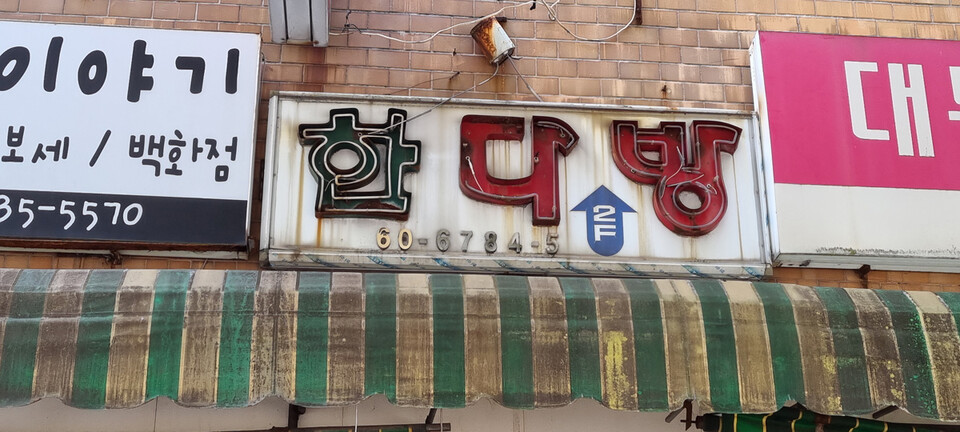 이야기
보세 / 백화점
35-5570
한다방
2F
60-6784-5
대